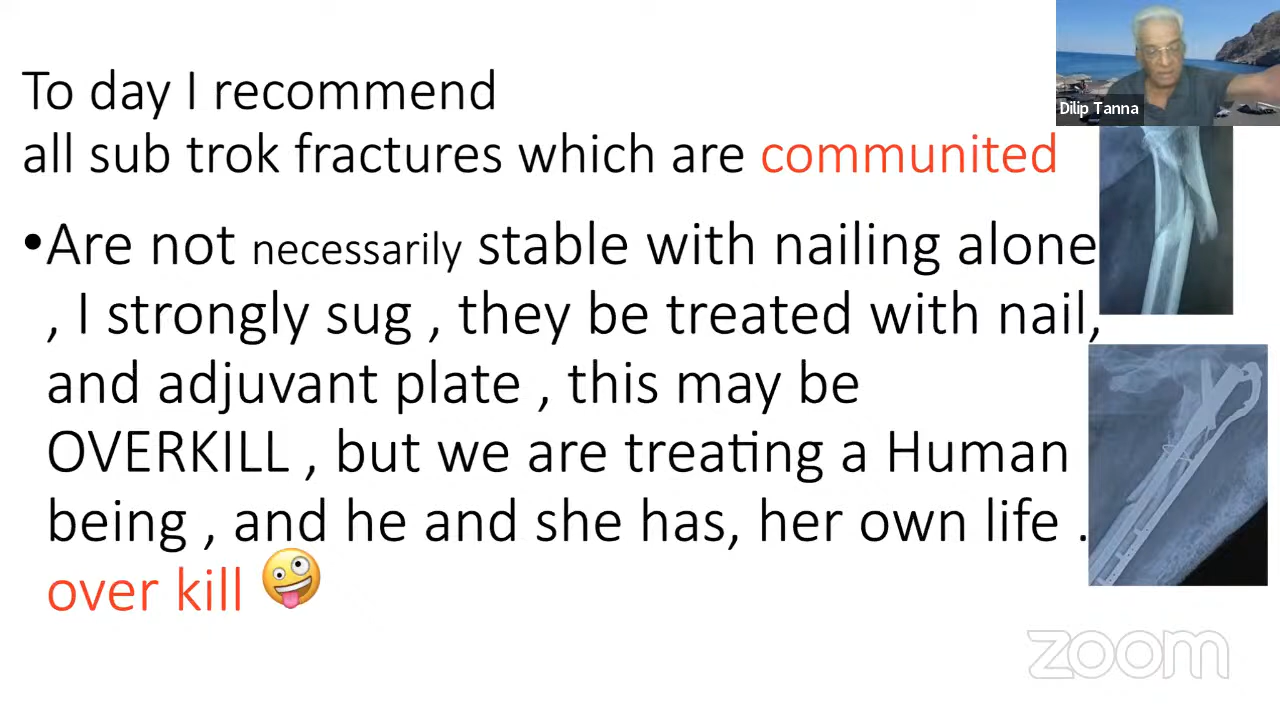 To day I recommend
all sub trok fractures which are communited
•Are not necessarily stable with nailing alone
, I strongly sug , they be treated with nail,
and adjuvant plate , this may be
OVERKILL , but we are treating a Human
being , and he and she has, her own life .
over kill 🤪
Dilip Tanna
zoom